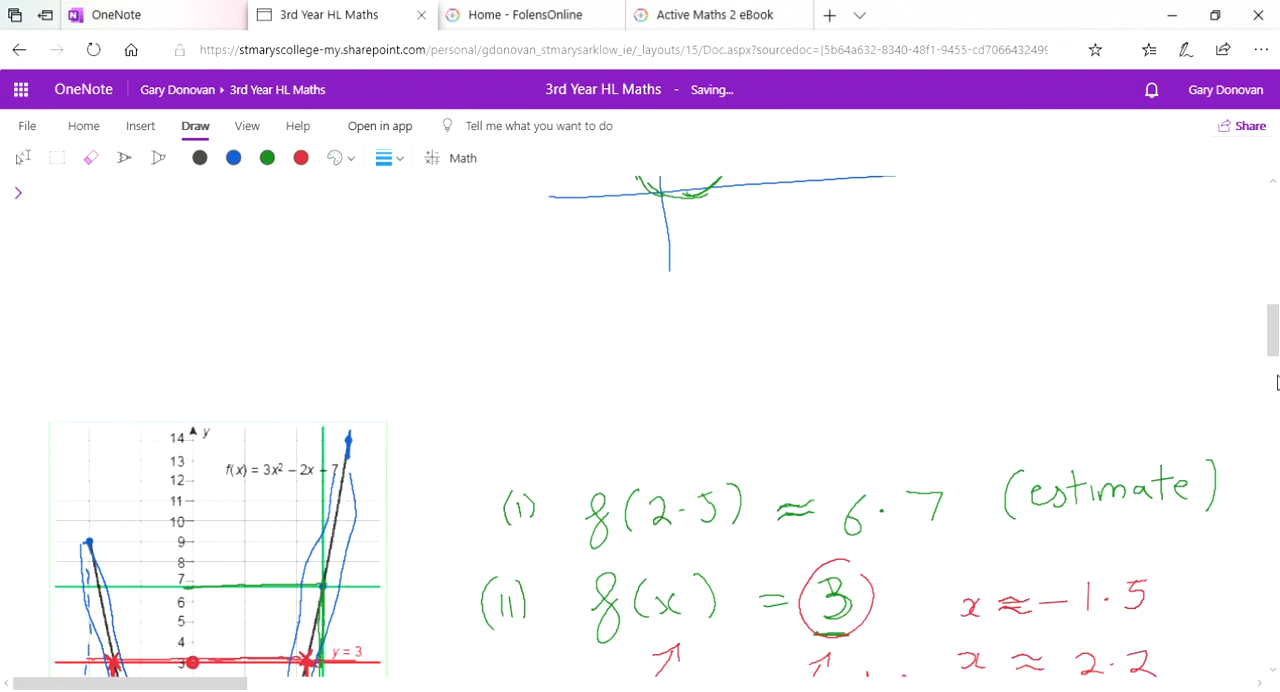 OneNote
3rd Year HL Maths
Home - FolensOnline
Active Maths 2 eBook
https://stmaryscollege-my.sharepoint.com/personal/gdonovan_stmarysarklow_ie/_layouts/15/Doc.aspx?sourcedoc={5b64a632-8340-48f1-9455-cd7066432499
OneNote
Gary Donovan › 3rd Year HL Maths
3rd Year HL Maths - Saving...
Gary Donovan
File Home Insert Draw View Help Open in app Tell me what you want to do
Share
Math
14 y
13
f(x) = 3x² – 2x – 7
12
11
10
9
8
7
6
5
4
3
y = 3
(i) f(2.5) ≈ 6.7 (estimate)
(ii) f(x) = 3 x ≈ -1.5
x ≈ 2.2